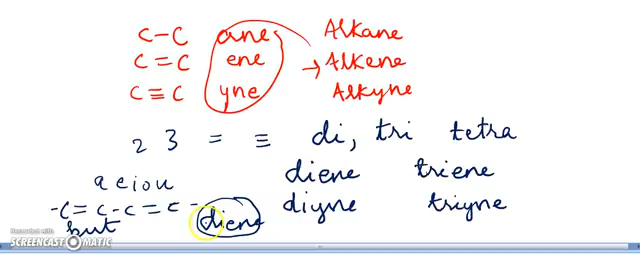 C-C ane Alkane
C=C ene → Alkene
C≡C yne Alkyne
2 3 = ≡ di, tri tetra
a e i o u diene triene
-C=C-C=C- diene diyne triyne
but
Recorded with
SCREENCAST-O-MATIC